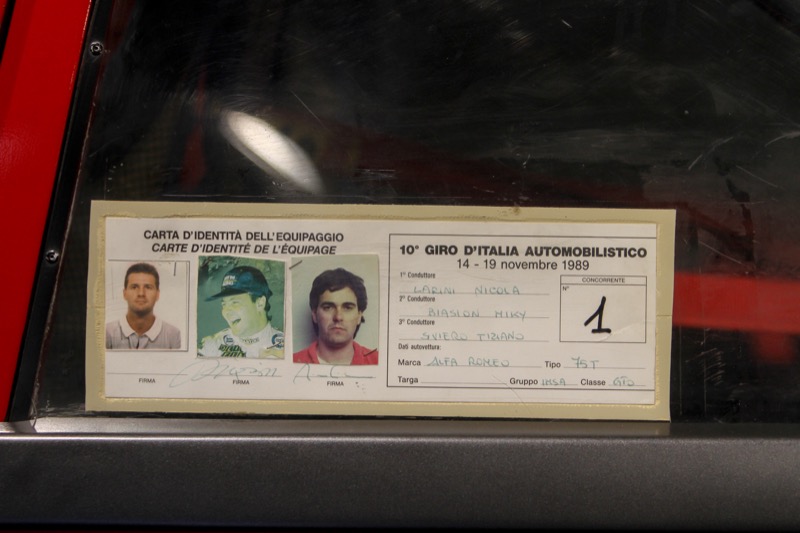 CARTA D'IDENTITÀ DELL'EQUIPAGGIO
CARTE D'IDENTITÉ DE L'ÉQUIPAGE
FIRMA
FIRMA
FIRMA
10° GIRO D'ITALIA AUTOMOBILISTICO
14 - 19 novembre 1989
1° Conduttore
LARINI NICOLA
2° Conduttore
BIASION MIKY
3° Conduttore
SVIERO TIZIANO
CONCORRENTE
N°
1
Dati autovettura:
Marca ALFA ROMEO Tipo 75T
Targa Gruppo IMSA Classe GTO